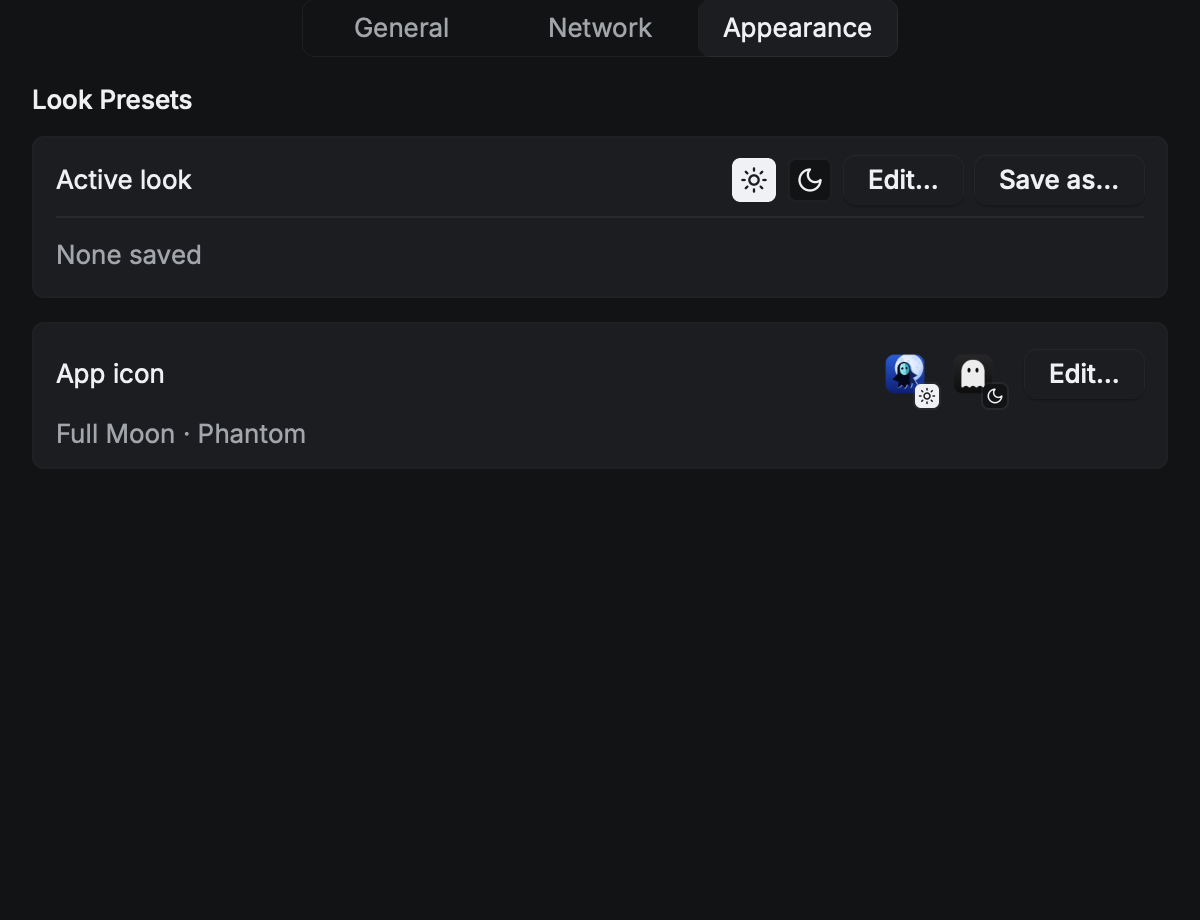 General Network Appearance
Look Presets
Active look Edit... Save as...
None saved
App icon Edit...
Full Moon · Phantom